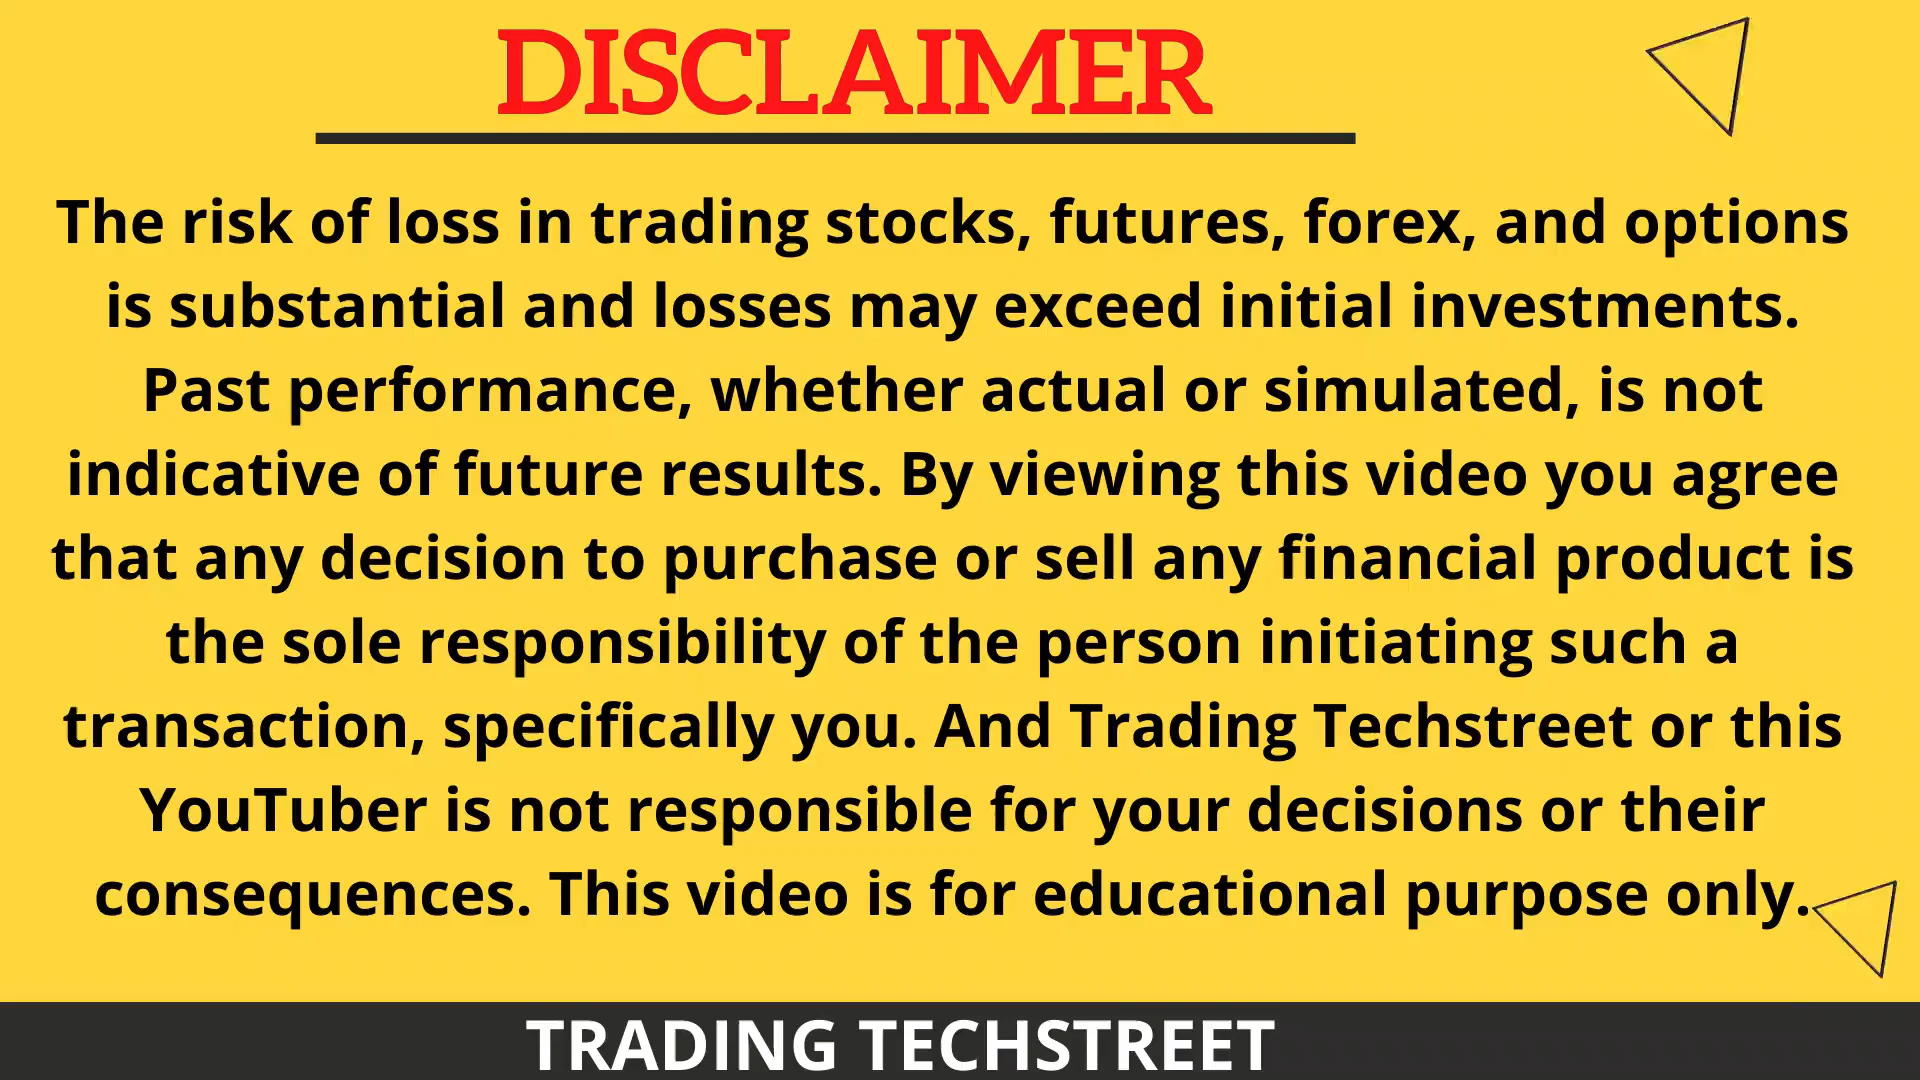 DISCLAIMER
The risk of loss in trading stocks, futures, forex, and options
is substantial and losses may exceed initial investments.
Past performance, whether actual or simulated, is not
indicative of future results. By viewing this video you agree
that any decision to purchase or sell any financial product is
the sole responsibility of the person initiating such a
transaction, specifically you. And Trading Techstreet or this
YouTuber is not responsible for your decisions or their
consequences. This video is for educational purpose only.
TRADING TECHSTREET